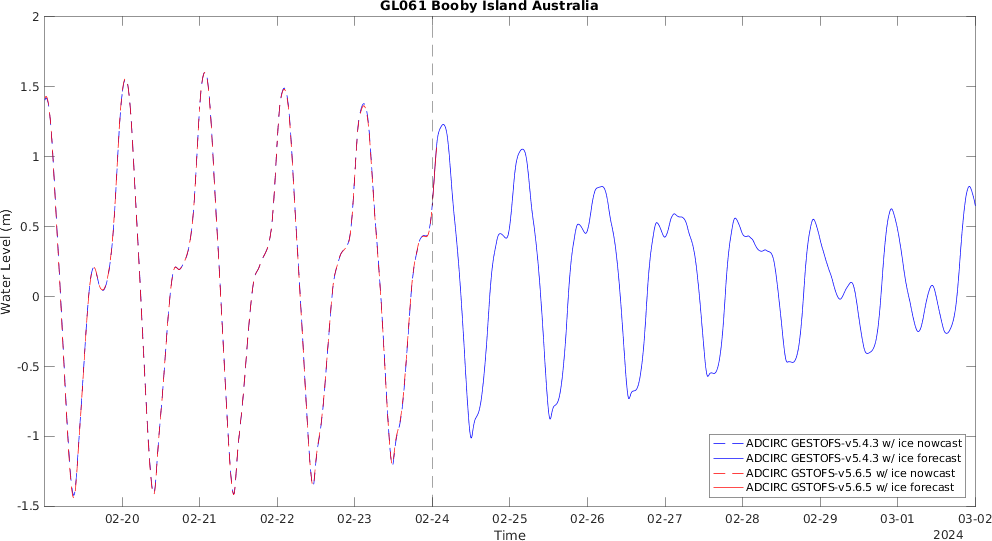 GL061 Booby Island Australia
2
1.5
1
0.5
0
-0.5
-1
-1.5
Water Level (m)
ADCIRC GESTOFS-v5.4.3 w/ ice nowcast
ADCIRC GESTOFS-v5.4.3 w/ ice forecast
ADCIRC GSTOFS-v5.6.5 w/ ice nowcast
ADCIRC GSTOFS-v5.6.5 w/ ice forecast
02-20 02-21 02-22 02-23 02-24 02-25 02-26 02-27 02-28 02-29 03-01 03-02
Time
2024